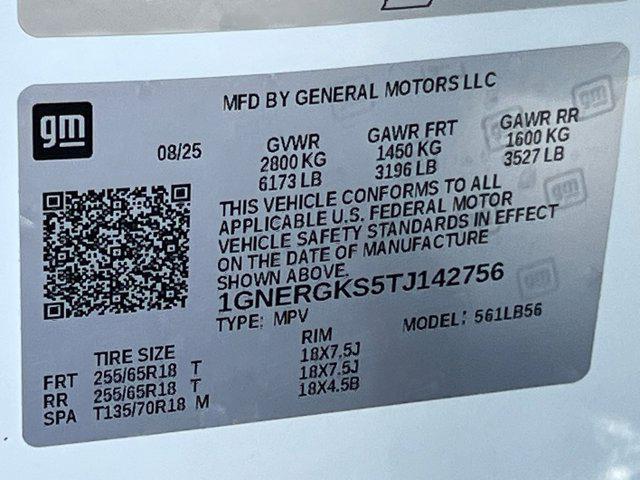 gm
MFD BY GENERAL MOTORS LLC
08/25
GVWR GAWR FRT GAWR RR
2800 KG 1450 KG 1600 KG
6173 LB 3196 LB 3527 LB
THIS VEHICLE CONFORMS TO ALL
APPLICABLE U.S. FEDERAL MOTOR
VEHICLE SAFETY STANDARDS IN EFFECT
ON THE DATE OF MANUFACTURE
SHOWN ABOVE.
1GNERGKS5TJ142756
TYPE: MPV MODEL: 561LB56
TIRE SIZE RIM
FRT 255/65R18 T 18X7.5J
RR 255/65R18 T 18X7.5J
SPA T135/70R18 M 18X4.5B